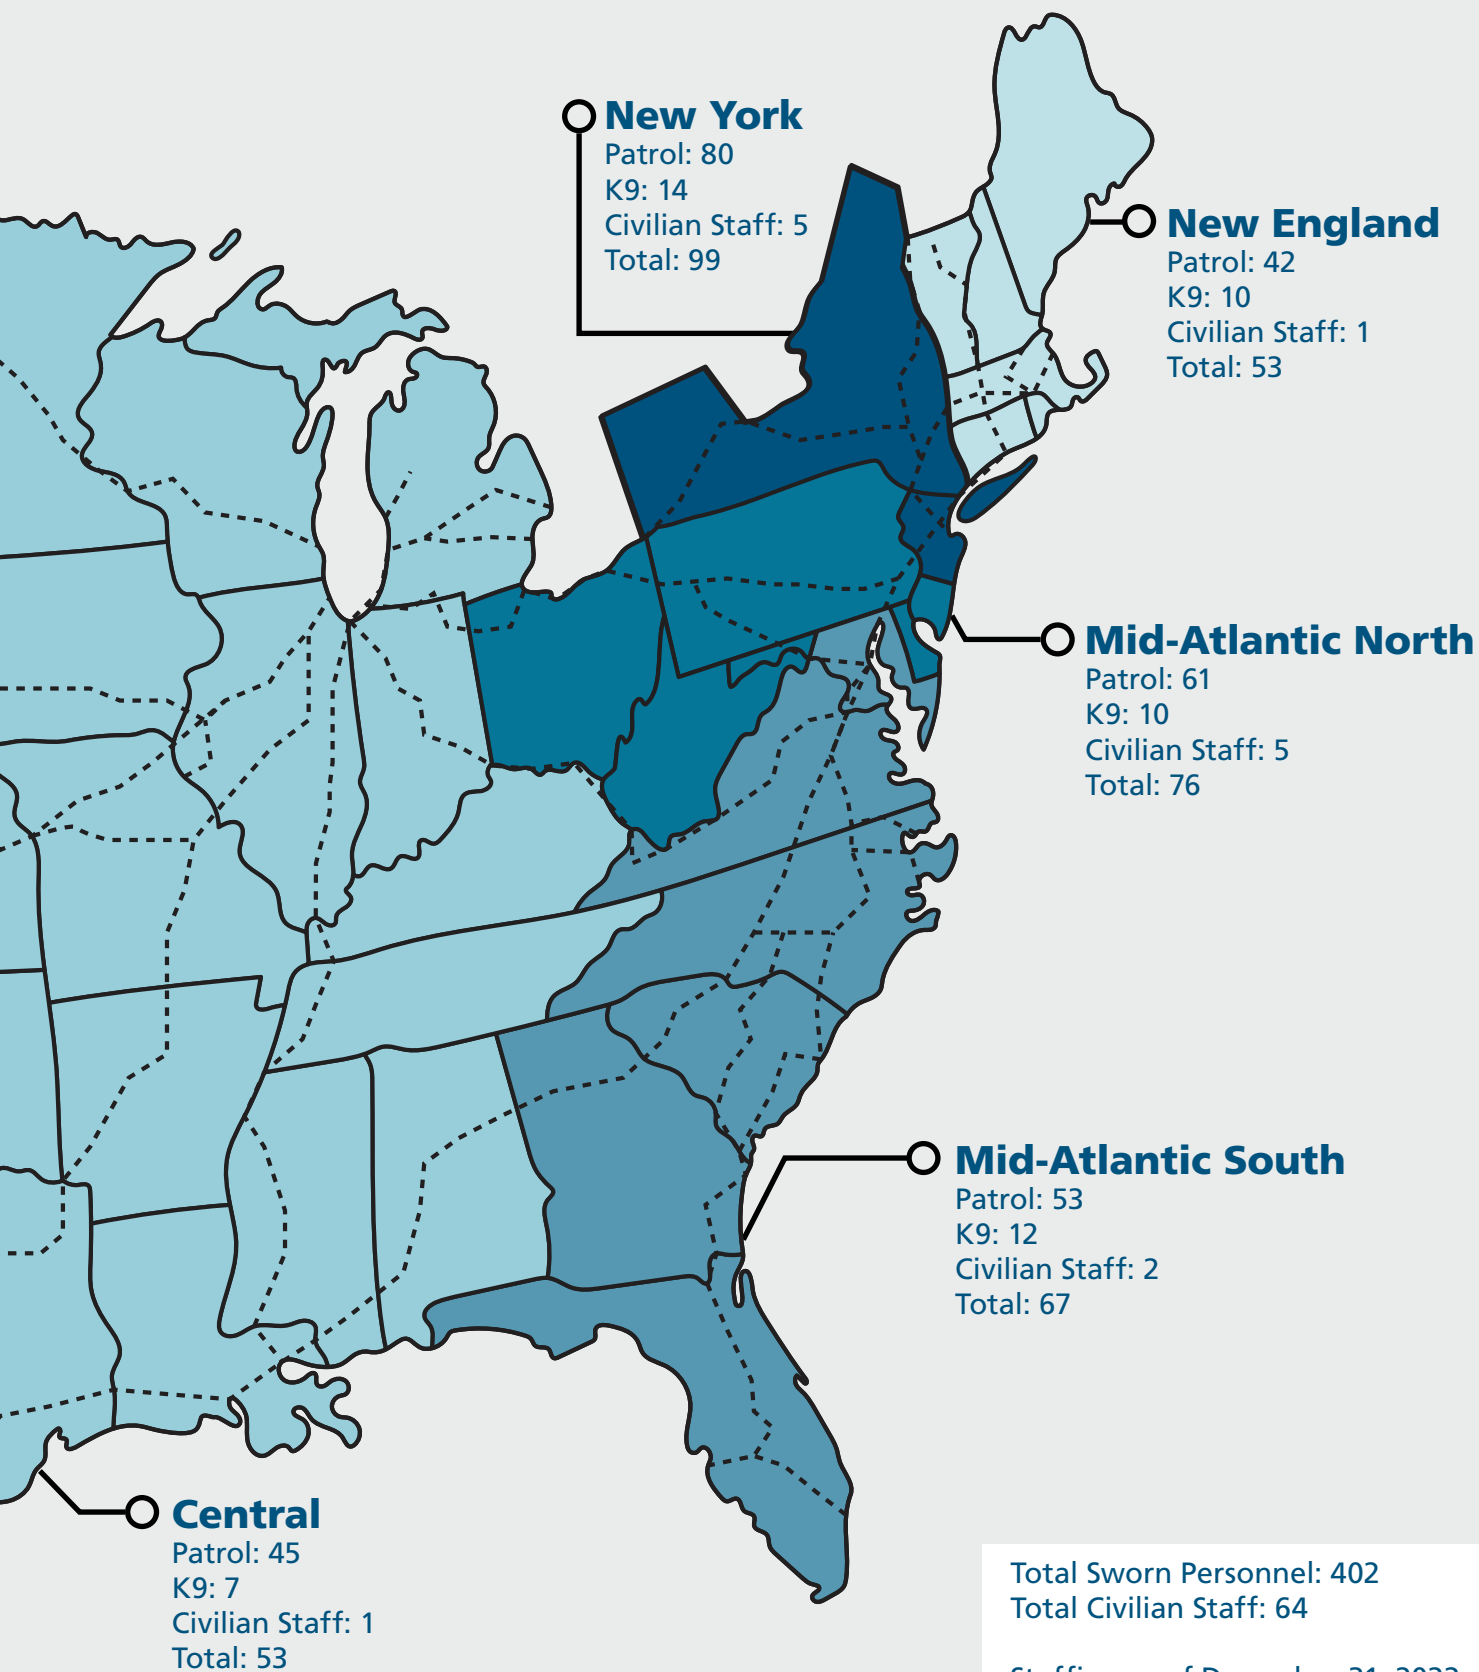 New York
Patrol: 80
K9: 14
Civilian Staff: 5
Total: 99
New England
Patrol: 42
K9: 10
Civilian Staff: 1
Total: 53
Mid-Atlantic North
Patrol: 61
K9: 10
Civilian Staff: 5
Total: 76
Mid-Atlantic South
Patrol: 53
K9: 12
Civilian Staff: 2
Total: 67
Central
Patrol: 45
K9: 7
Civilian Staff: 1
Total: 53
Total Sworn Personnel: 402
Total Civilian Staff: 64
of December 31